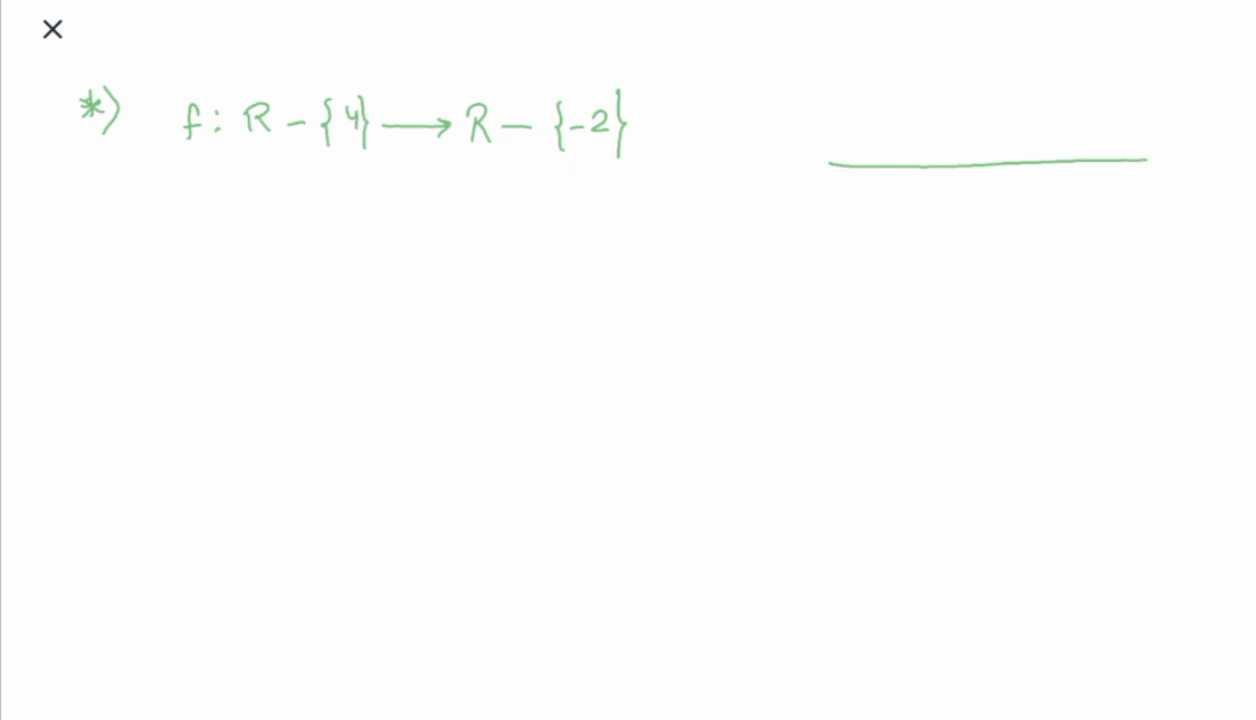 *) f: R - {4} → R - {-2}